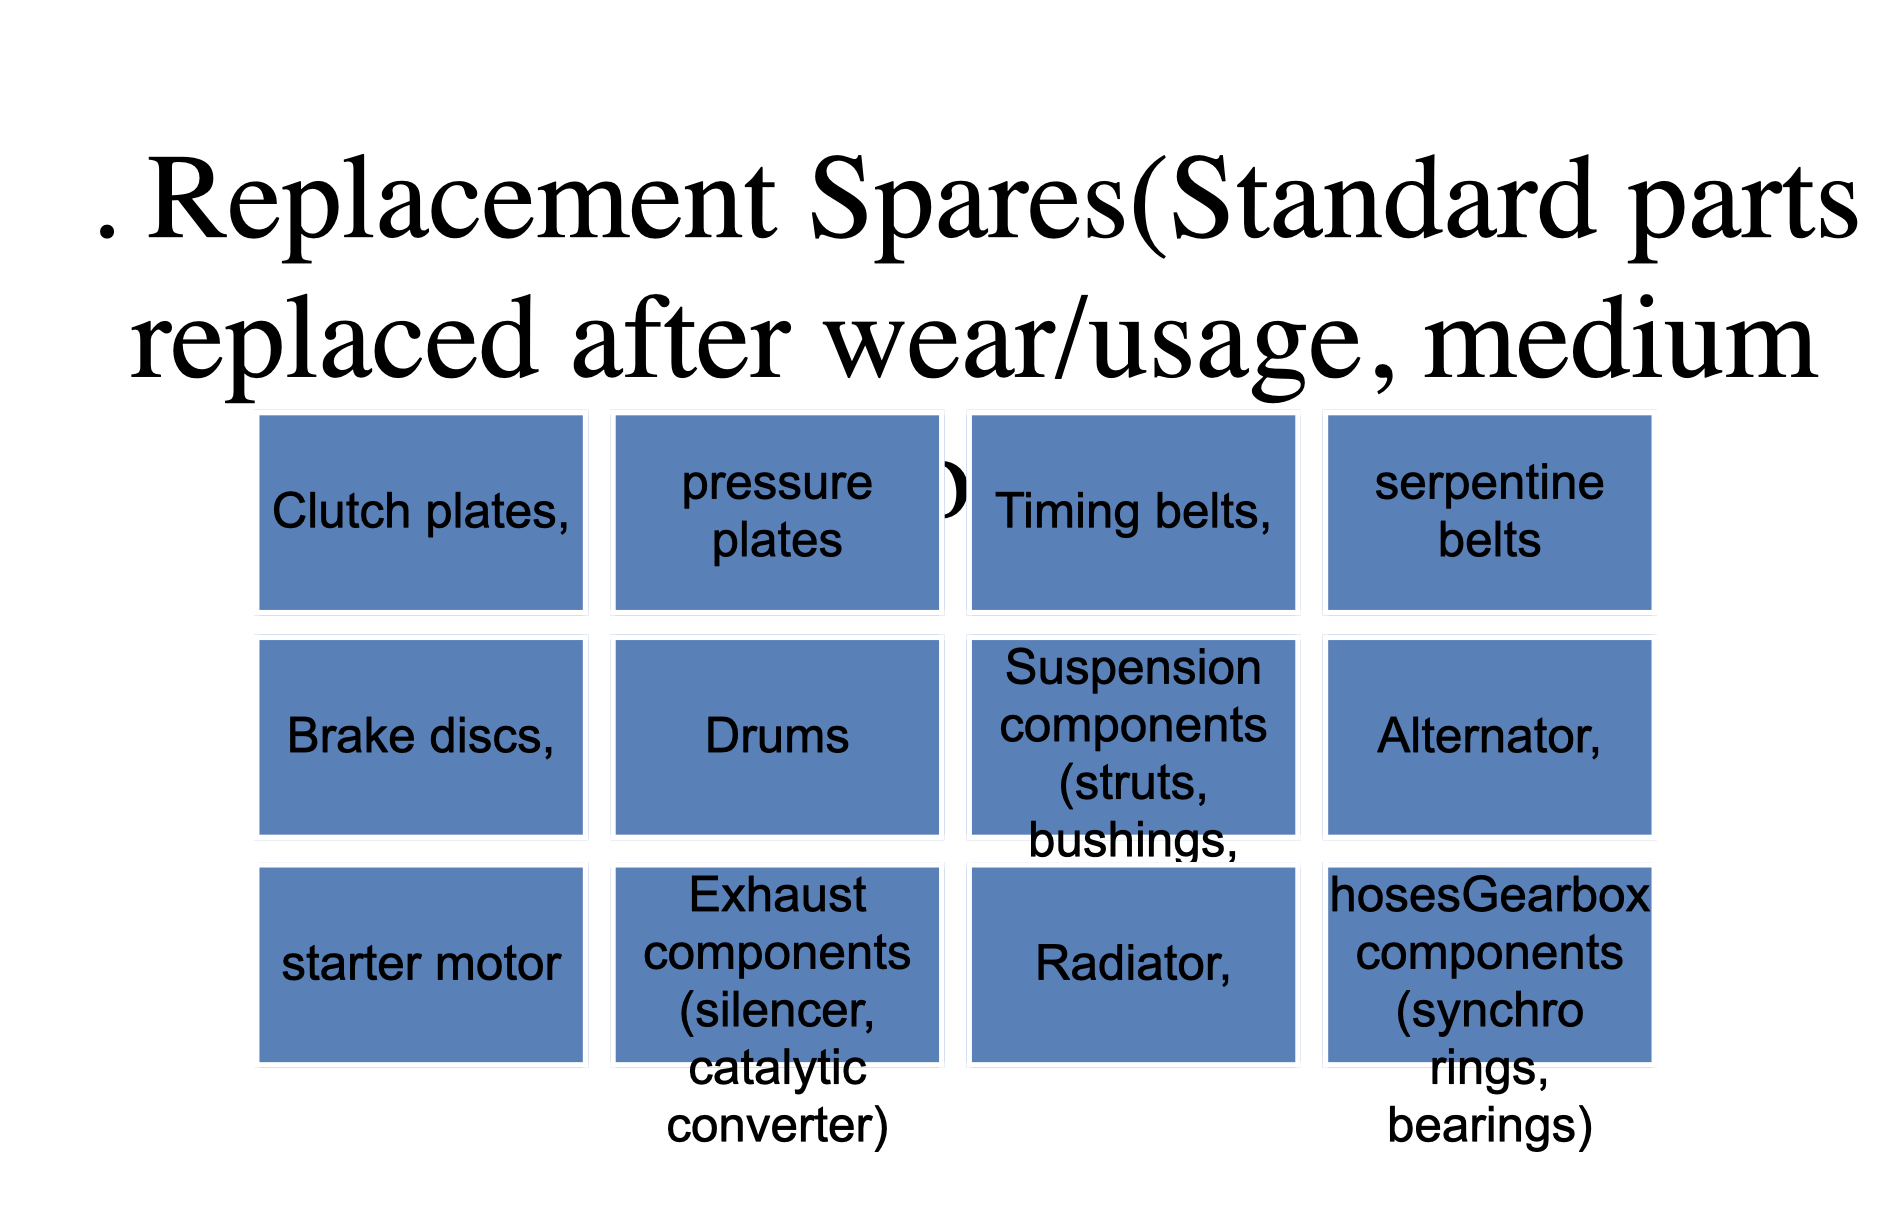 . Replacement Spares(Standard parts
replaced after wear/usage, medium
Clutch plates,
pressure
plates
Timing belts,
serpentine
belts
Brake discs,
Drums
Suspension
components
(struts,
bushings,
Alternator,
starter motor
Exhaust
components
(silencer,
catalytic
converter)
Radiator,
hosesGearbox
components
(synchro
rings,
bearings)